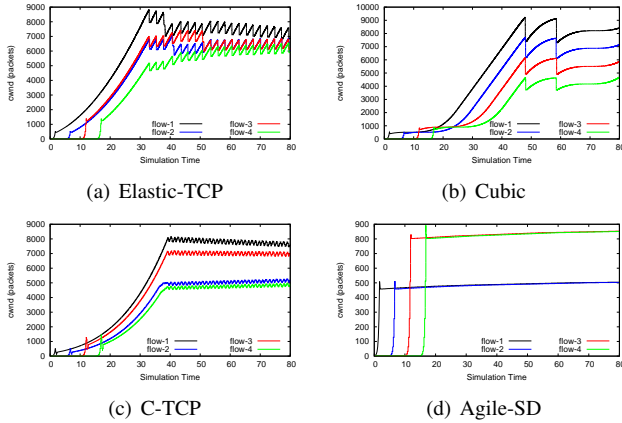 9000
8000
7000
6000
5000
4000
3000
2000
1000
0
cwnd (packets)
flow-1
flow-2
flow-3
flow-4
0 10 20 30 40 50 60 70 80
Simulation Time
(a) Elastic-TCP
10000
8000
6000
4000
2000
0
cwnd (packets)
flow-1
flow-2
flow-3
flow-4
0 10 20 30 40 50 60 70 80
Simulation Time
(b) Cubic
9000
8000
7000
6000
5000
4000
3000
2000
1000
0
cwnd (packets)
flow-1
flow-2
flow-3
flow-4
0 10 20 30 40 50 60 70 80
Simulation Time
(c) C-TCP
900
800
700
600
500
400
300
200
100
0
cwnd (packets)
flow-1
flow-2
flow-3
flow-4
0 10 20 30 40 50 60 70 80
Simulation Time
(d) Agile-SD